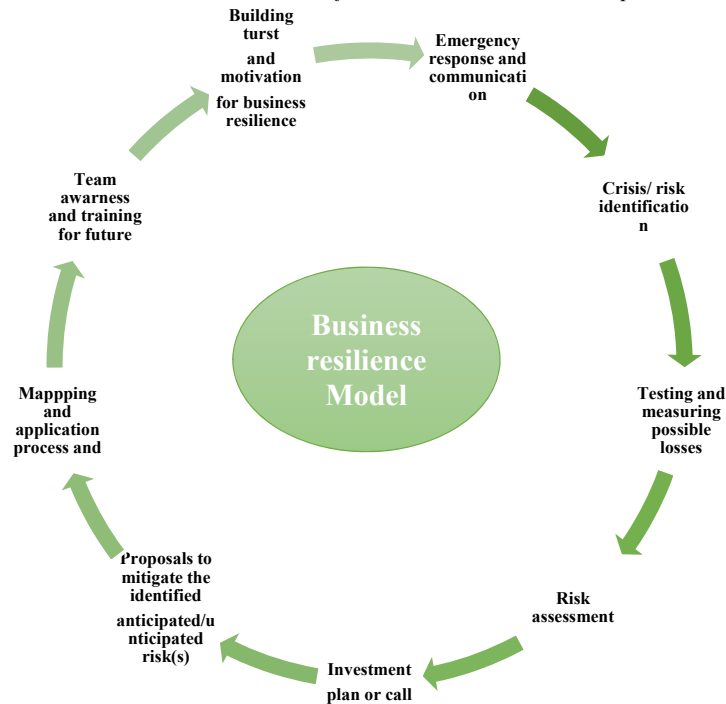 Building
turst
and
motivation
for business
resilience
Emergency
response and
communicati
on
Crisis/ risk
identificatio
n
Testing and
measuring
possible
losses
Risk
assessment
Investment
plan or call
Proposals to
mitigate the
identified
anticipated/u
nticipated
risk(s)
Mappping
and
application
process and
Team
awarness
and training
for future
Business
resilience
Model